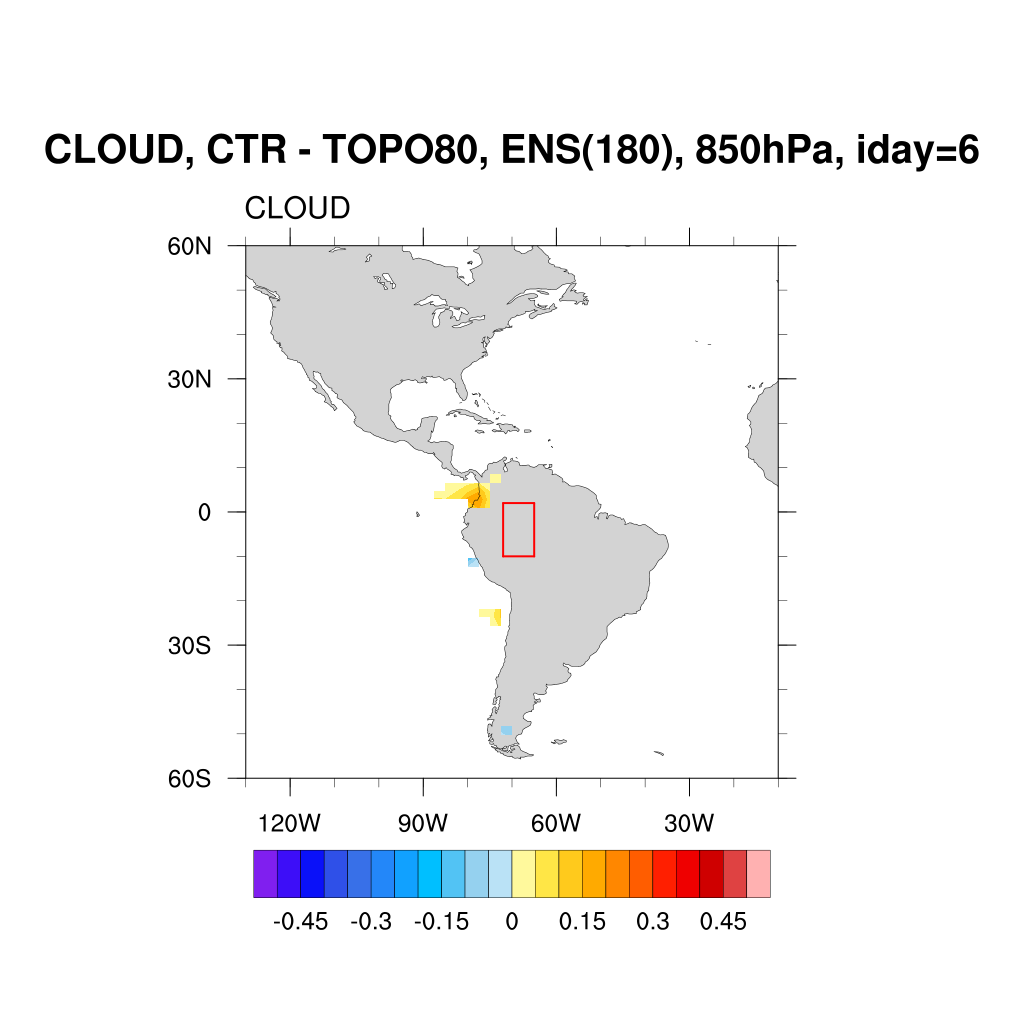 CLOUD, CTR - TOPO80, ENS(180), 850hPa, iday=6
CLOUD
60N
30N
0
30S
60S
120W 90W 60W 30W
-0.45 -0.3 -0.15 0 0.15 0.3 0.45